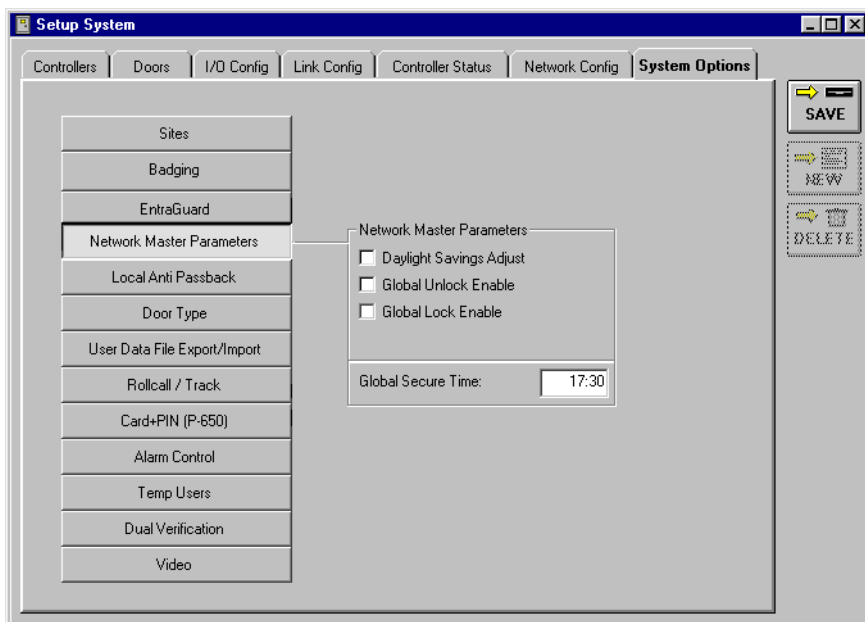 Setup System
Controllers
Doors
I/O Config
Link Config
Controller Status
Network Config
System Options
SAVE
NEW
DELETE
Sites
Badging
EntraGuard
Network Master Parameters
Local Anti Passback
Door Type
User Data File Export/Import
Rollcall / Track
Card+PIN (P-650)
Alarm Control
Temp Users
Dual Verification
Video
Network Master Parameters
Daylight Savings Adjust
Global Unlock Enable
Global Lock Enable
Global Secure Time: 17:30